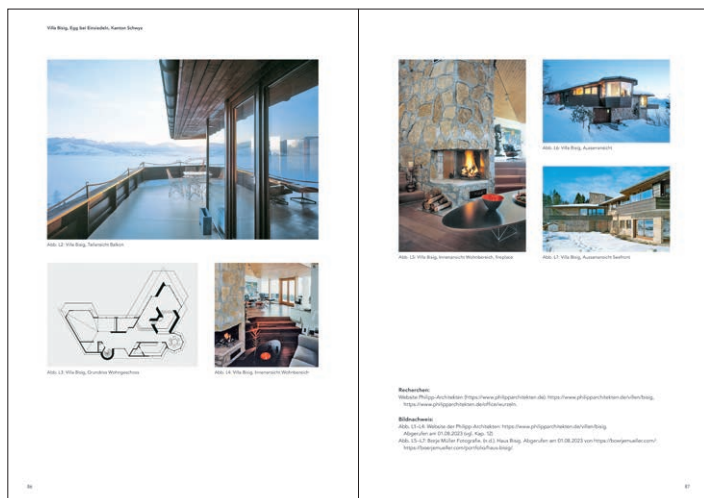 Villa Bisig, Egg bei Einsiedeln, Kanton Schwyz
Abb. L2: Villa Bisig, Teilansicht Balkon
Abb. L3: Villa Bisig, Grundriss Wohngeschoss
Abb. L4: Villa Bisig, Innenansicht Wohnbereich
86
Abb. L5: Villa Bisig, Innenansicht Wohnbereich, fireplace
Abb. L6: Villa Bisig, Aussenansicht
Abb. L7: Villa Bisig, Aussenansicht Seefront
Recherchen:
Website Philipp-Architekten (https://www.philipparchitekten.de), https://www.philipparchitekten.de/villen/bisig,
https://www.philipparchitekten.de/office/wurzeln.
Bildnachweis:
Abb. L1–L4: Website der Philipp-Architekten: https://www.philipparchitekten.de/villen/bisig.
Abgerufen am 01.08.2023 (vgl. Kap. 12)
Abb. L5–L7: Borje Müller Fotografie. (n.d.). Haus Bisig. Abgerufen am 01.08.2023 von https://boerjemueller.com/
https://boerjemueller.com/portfolio/haus-bisig/.
87